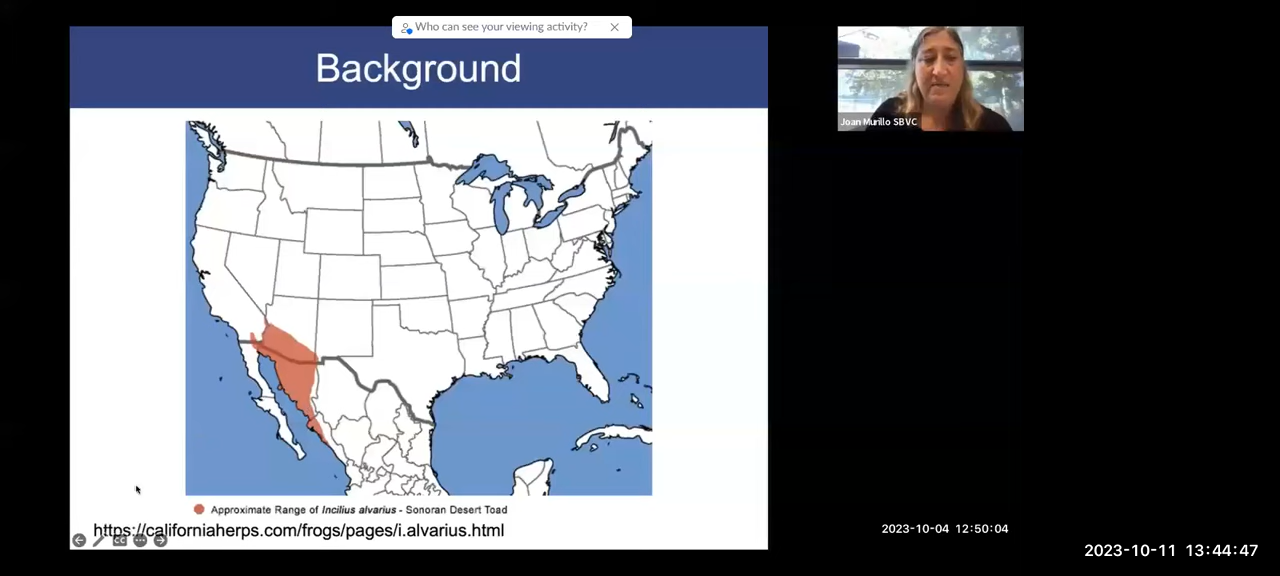 Who can see your viewing activity?
Background
Joan Murillo SBVC
Approximate Range of Incilius alvarius - Sonoran Desert Toad
https://californiaherps.com/frogs/pages/i.alvarius.html
CC
2023-10-04 12:50:04
2023-10-11 13:44:47